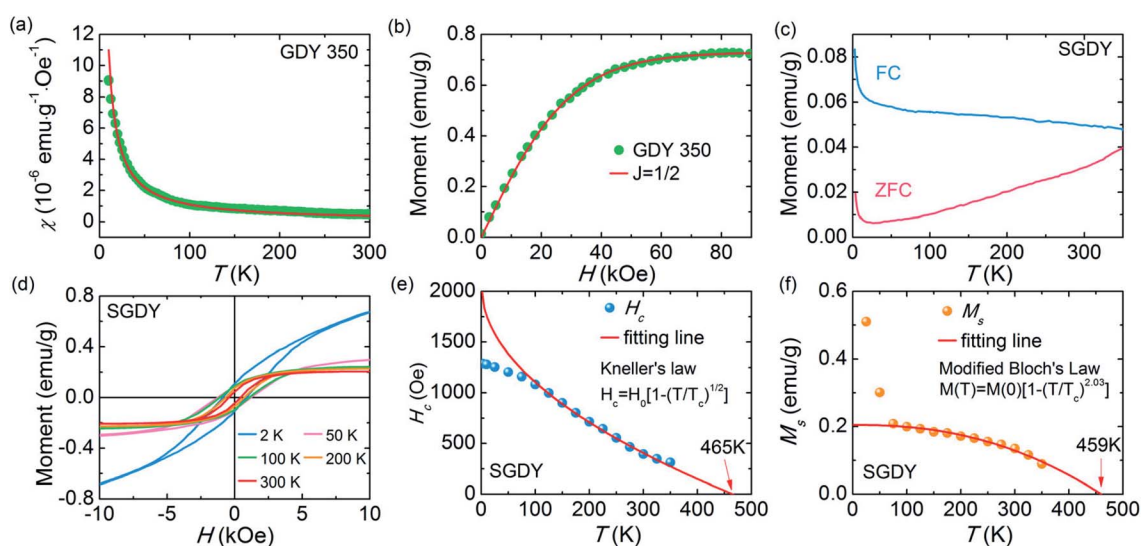 (a)
12
10
8
6
4
2
0
χ (10⁻⁶ emu·g⁻¹·Oe⁻¹)
GDY 350
0 100 200 300
T (K)
(b)
0.8
0.6
0.4
0.2
0.0
Moment (emu/g)
GDY 350
J=1/2
0 20 40 60 80
H (kOe)
(c)
0.08
0.06
0.04
0.02
0.00
Moment (emu/g)
SGDY
FC
ZFC
0 100 200 300
T (K)
(d)
0.8
0.4
0.0
-0.4
-0.8
Moment (emu/g)
SGDY
2 K 50 K
100 K 200 K
300 K
-10 -5 0 5 10
H (kOe)
(e)
2000
1500
1000
500
0
H_c (Oe)
H_c
fitting line
Kneller's law
H_c=H_0[1-(T/T_c)^{1/2}]
465K
SGDY
0 100 200 300 400 500
T (K)
(f)
0.6
0.4
0.2
0.0
M_s (emu/g)
M_s
fitting line
Modified Bloch's Law
M(T)=M(0)[1-(T/T_c)^{2.03}]
459K
SGDY
0 100 200 300 400 500
T (K)